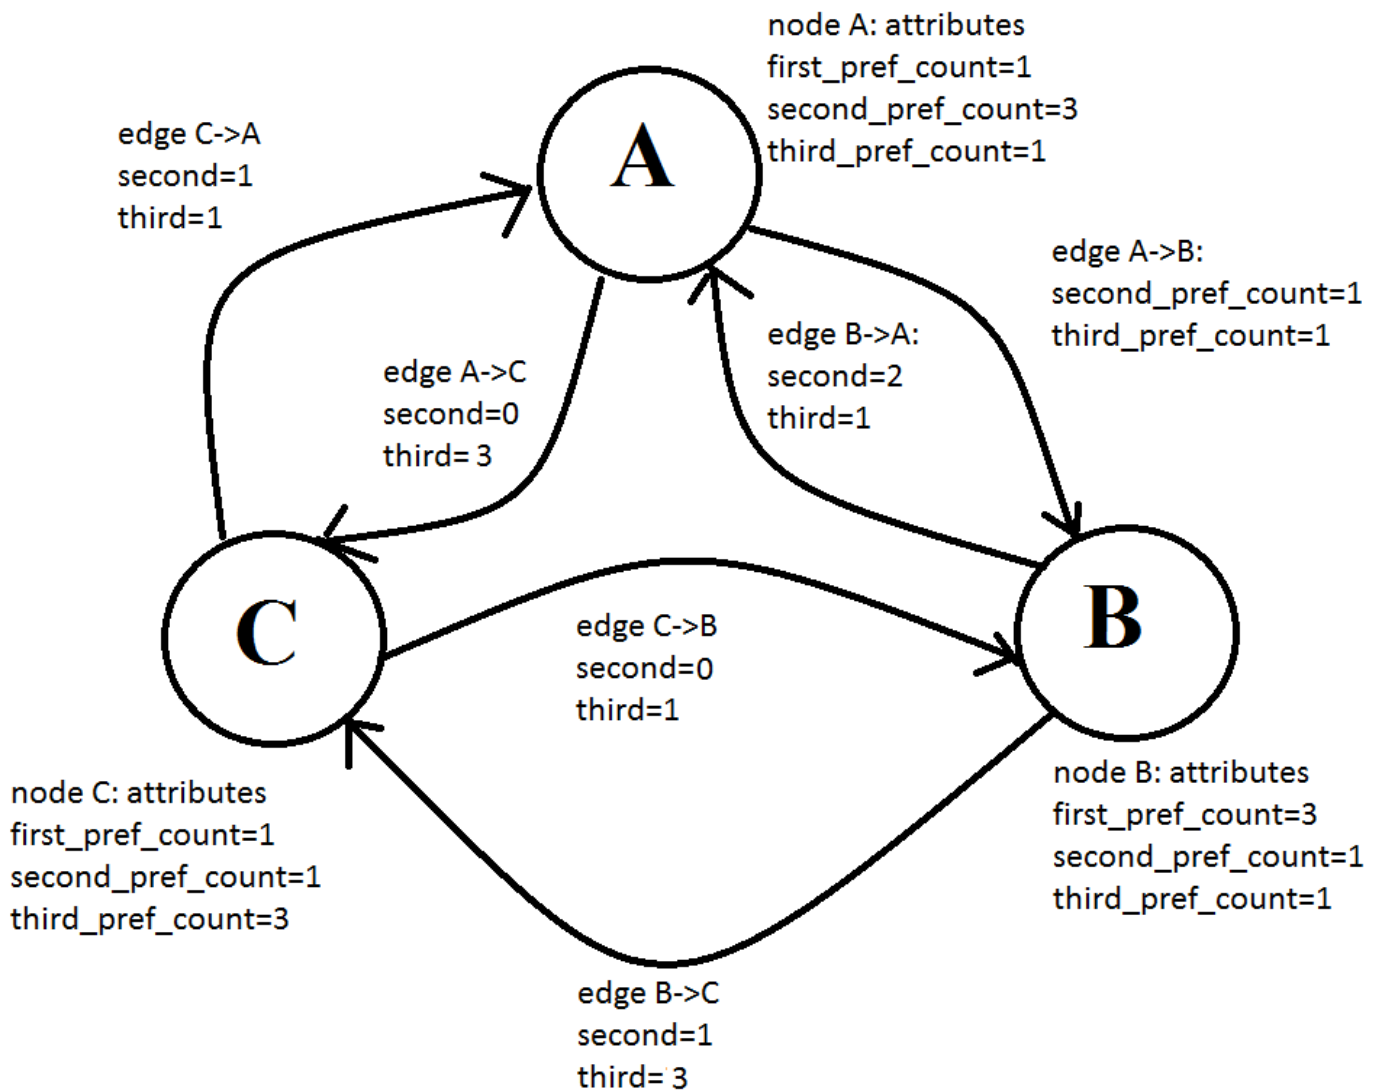 node A: attributes
first_pref_count=1
second_pref_count=3
third_pref_count=1
A
edge C->A
second=1
third=1
edge A->B:
second_pref_count=1
third_pref_count=1
edge B->A:
second=2
third=1
edge A->C
second=0
third= 3
C
B
edge C->B
second=0
third=1
node C: attributes
first_pref_count=1
second_pref_count=1
third_pref_count=3
node B: attributes
first_pref_count=3
second_pref_count=1
third_pref_count=1
edge B->C
second=1
third= 3